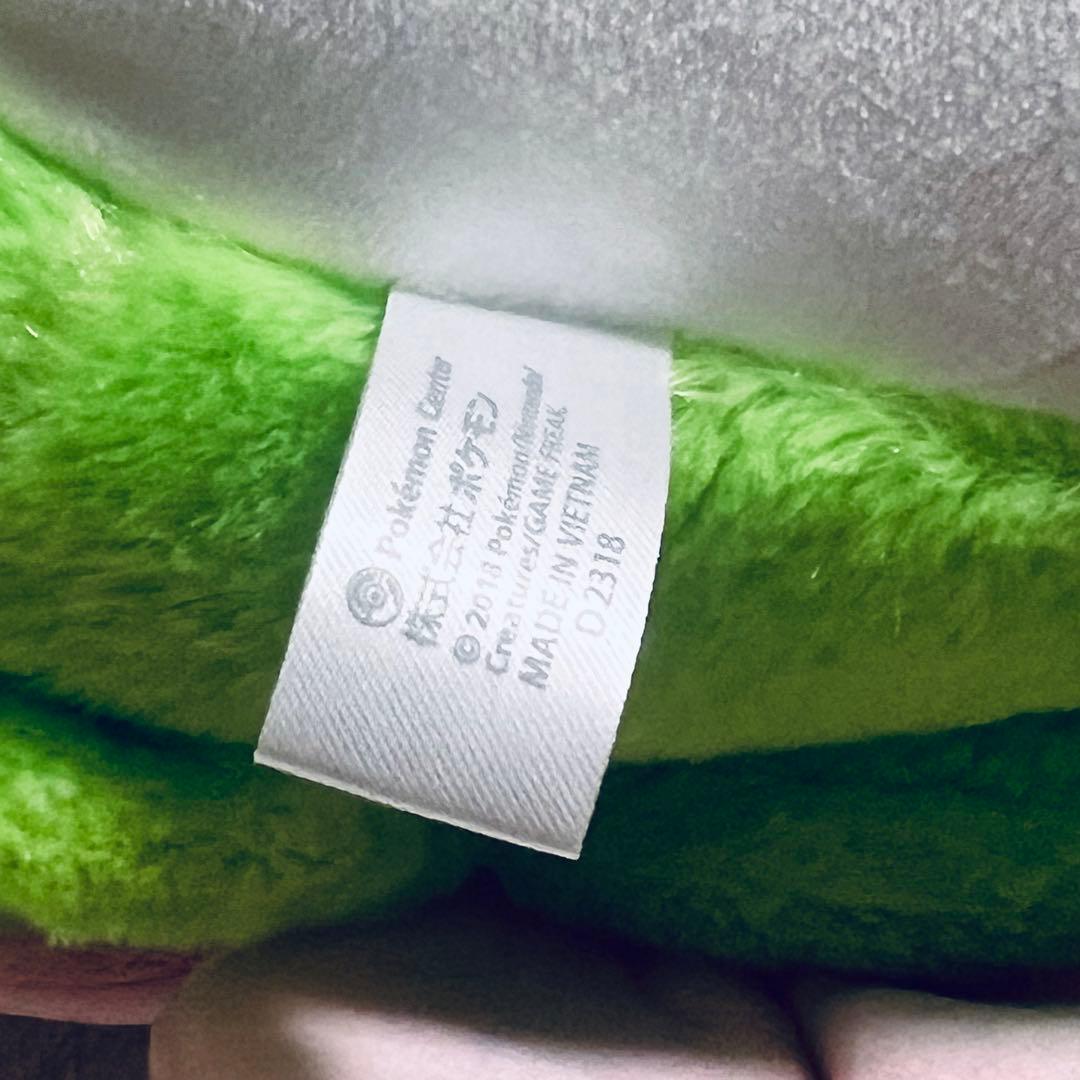 Pokémon Center
株式会社ポケモン
© 2018 Pokémon/Nintendo/
Creatures/GAME FREAK
MADE IN VIETNAM
D2318